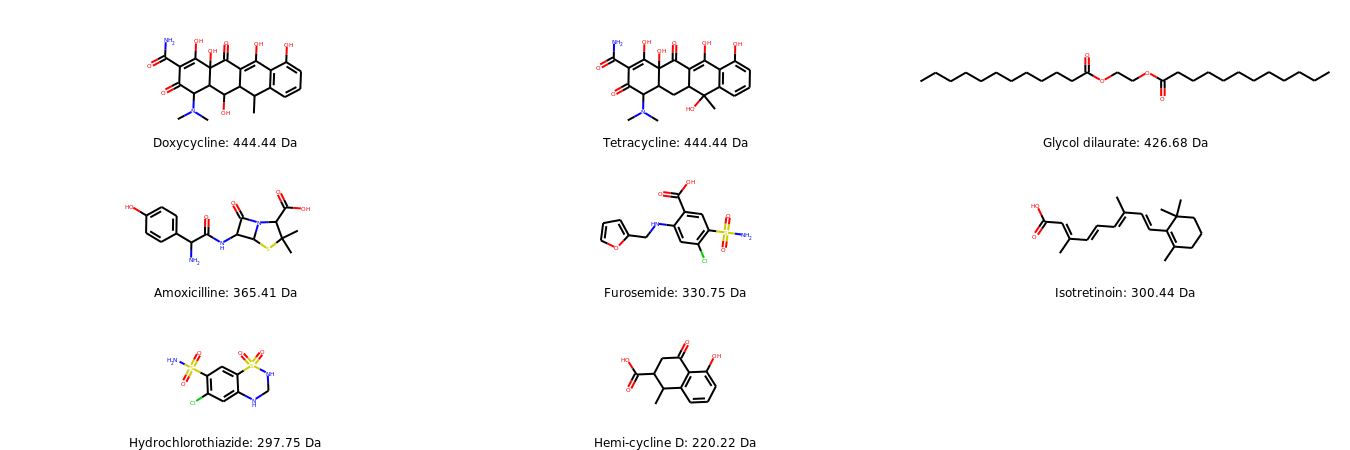 Doxycycline: 444.44 Da
Tetracycline: 444.44 Da
Glycol dilaurate: 426.68 Da
Amoxicilline: 365.41 Da
Furosemide: 330.75 Da
Isotretinoin: 300.44 Da
Hydrochlorothiazide: 297.75 Da
Hemi-cycline D: 220.22 Da